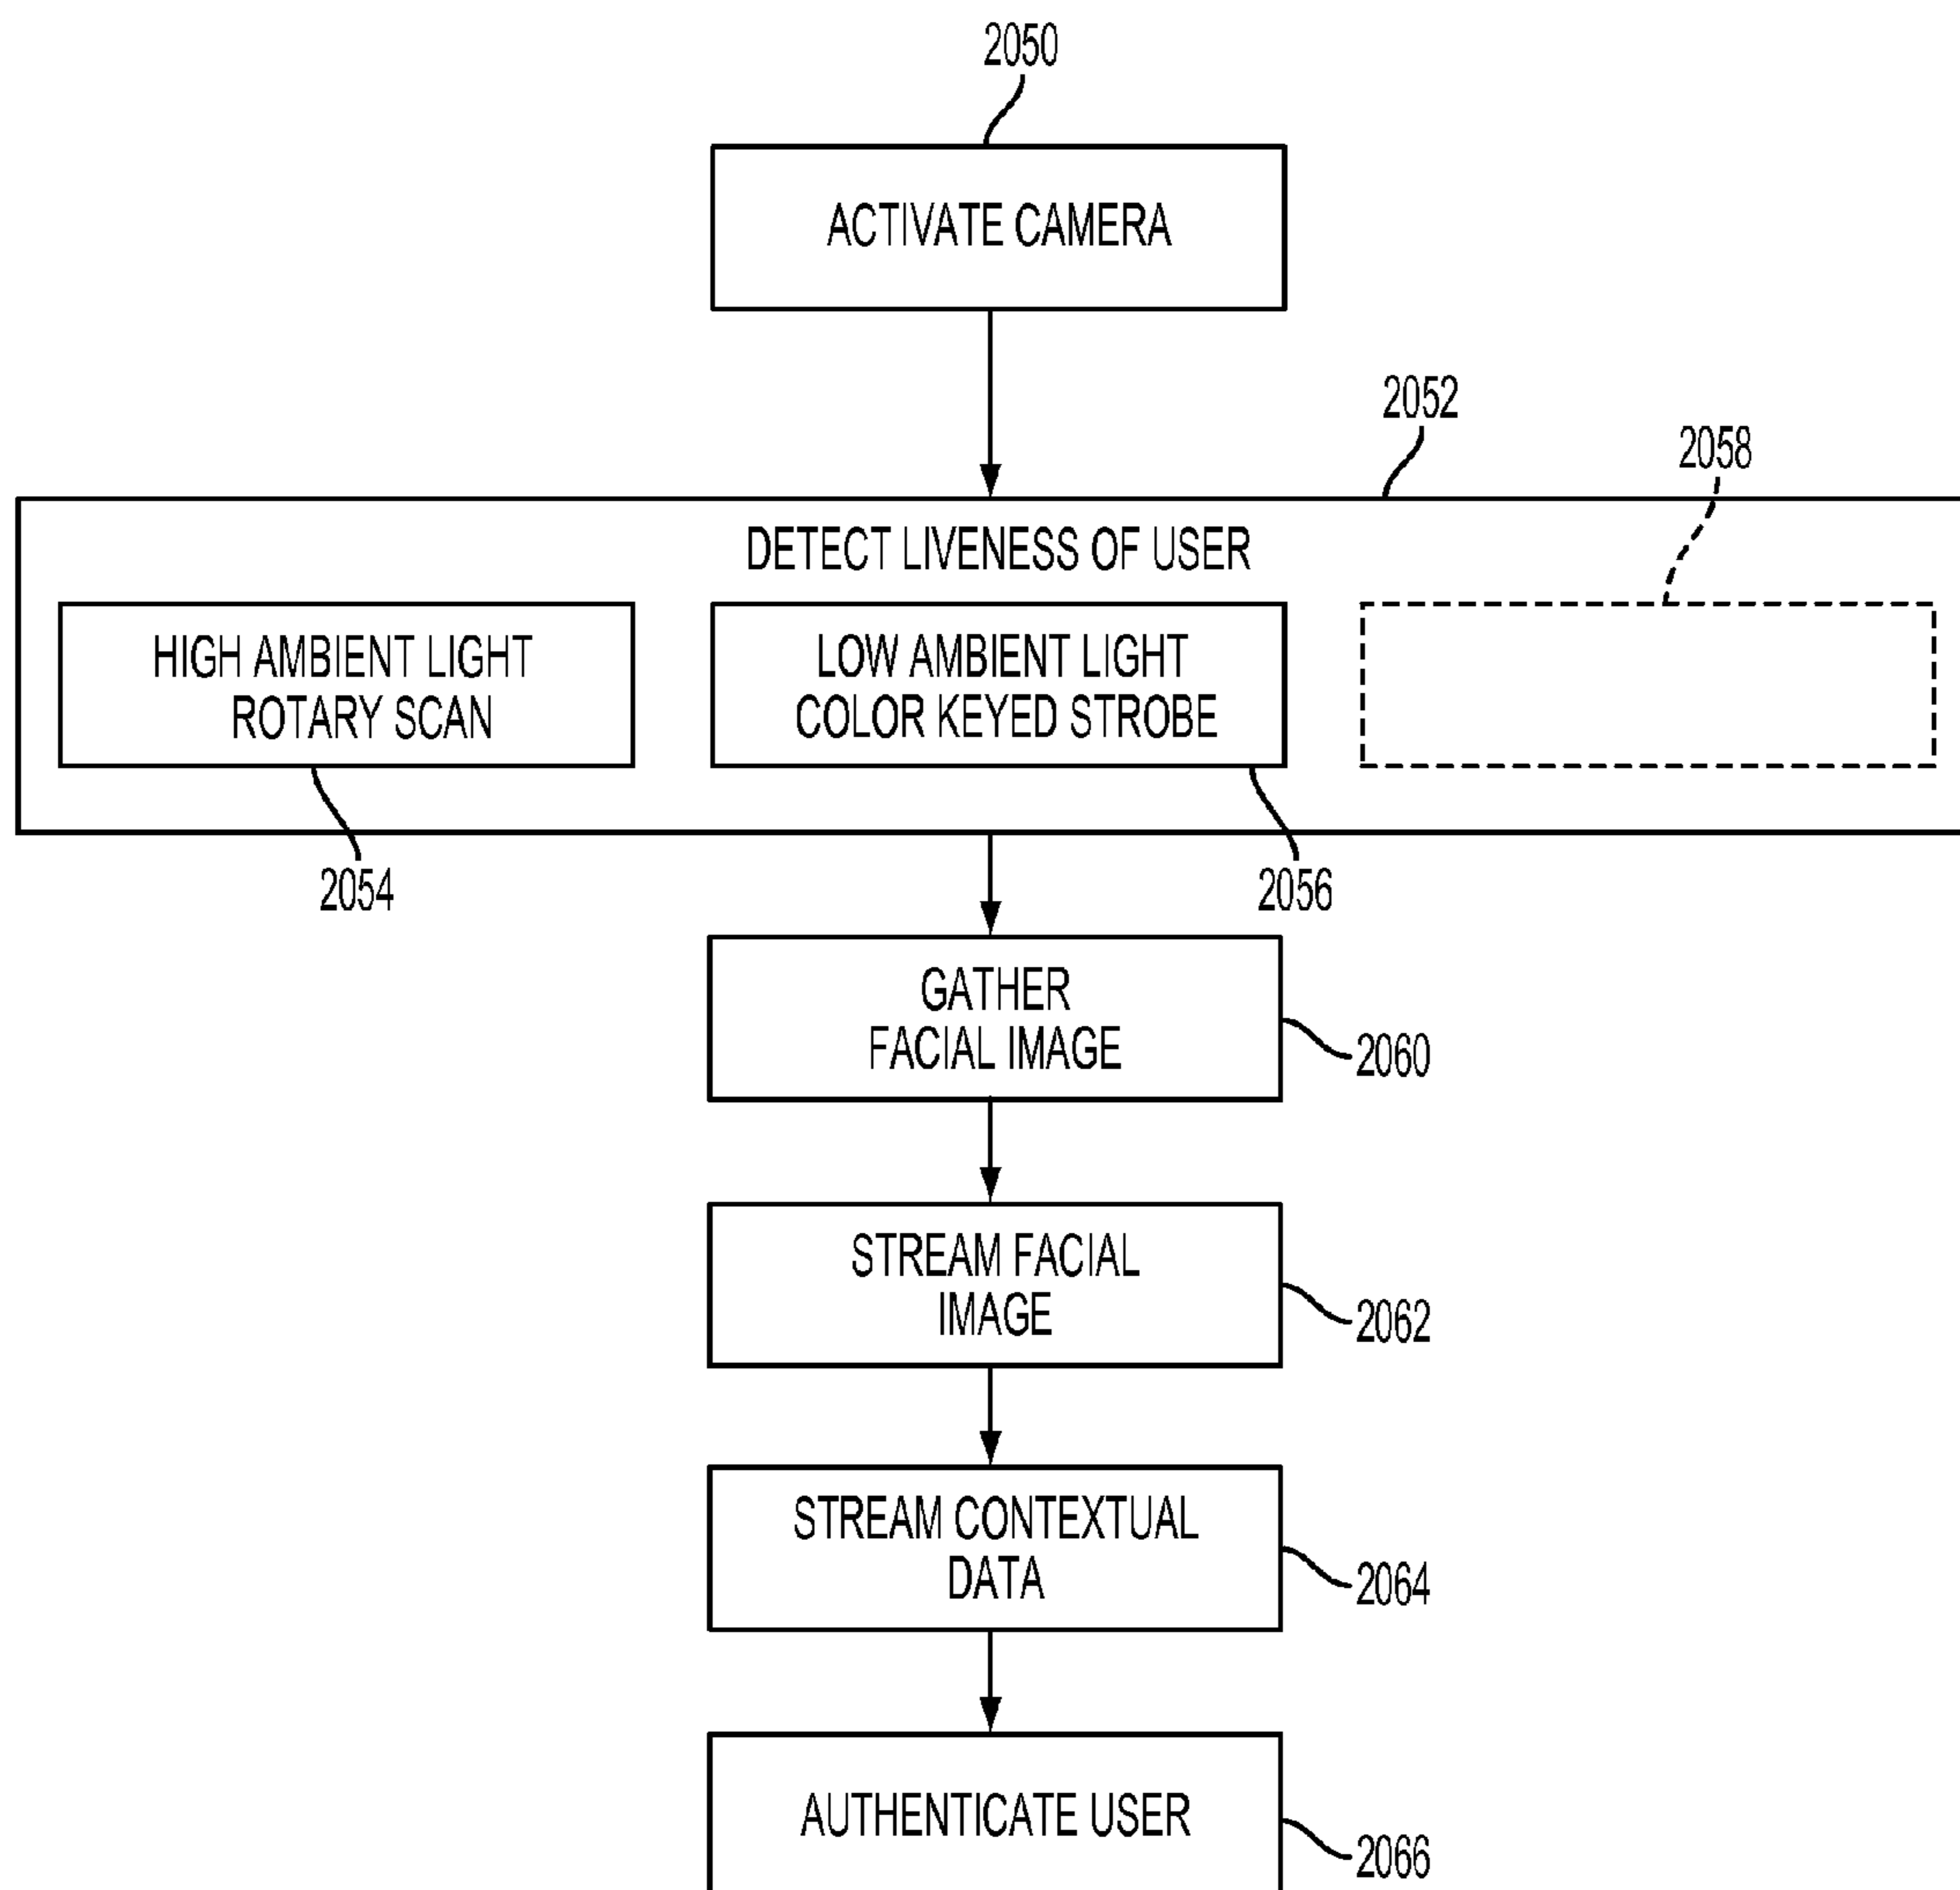 2050
ACTIVATE CAMERA
2052
2058
DETECT LIVENESS OF USER
HIGH AMBIENT LIGHT
ROTARY SCAN
LOW AMBIENT LIGHT
COLOR KEYED STROBE
2054
2056
GATHER
FACIAL IMAGE
2060
STREAM FACIAL
IMAGE
2062
STREAM CONTEXTUAL
DATA
2064
AUTHENTICATE USER
2066